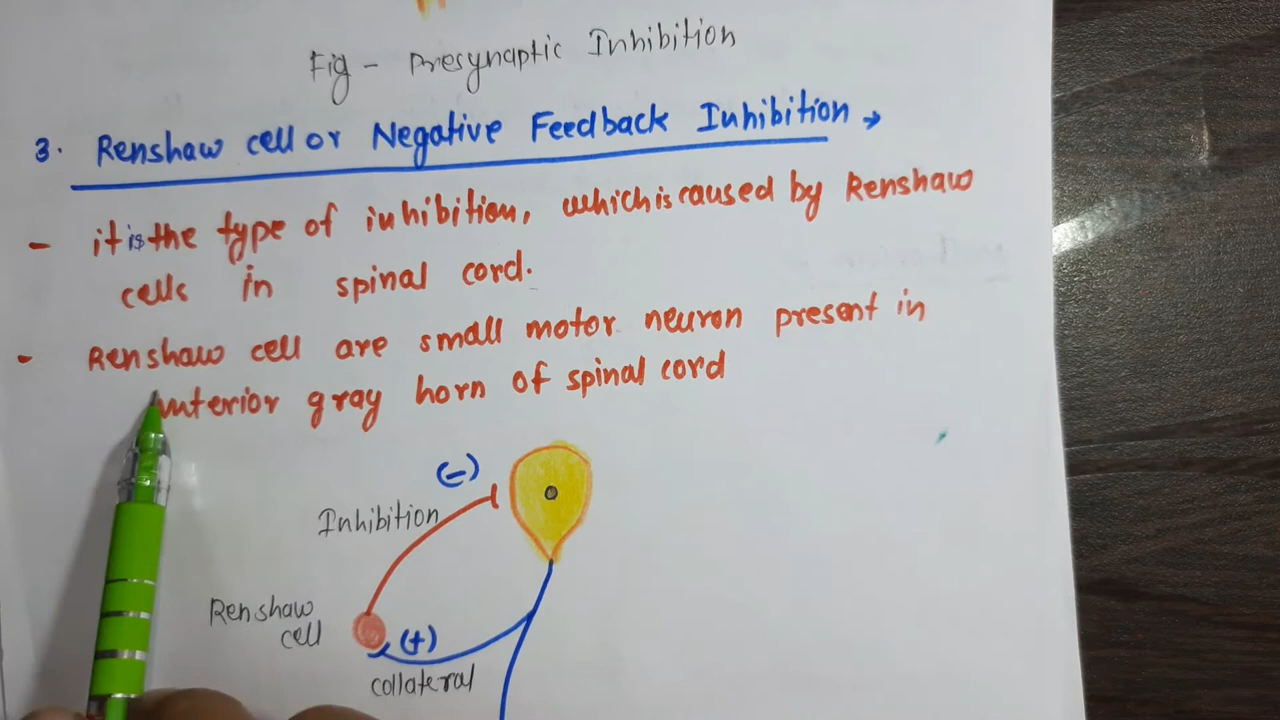 Fig - Presynaptic Inhibition
3. Renshaw cell or Negative Feedback Inhibition →
- it is the type of inhibition, which is caused by Renshaw
cells in spinal cord.
- Renshaw cell are small motor neuron present in
anterior gray horn of spinal cord
(-)
Inhibition
Renshaw
cell
(+)
collateral